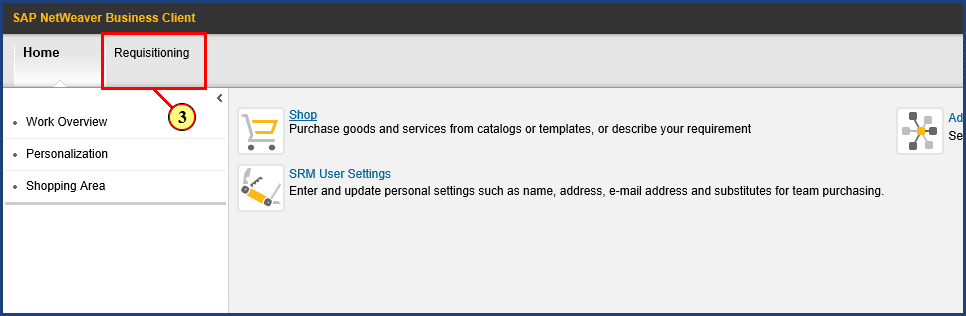 SAP NetWeaver Business Client
Home
Requisitioning
3
Work Overview
Personalization
Shopping Area
Shop
Purchase goods and services from catalogs or templates, or describe your requirement
SRM User Settings
Enter and update personal settings such as name, address, e-mail address and substitutes for team purchasing.
Ad
Se